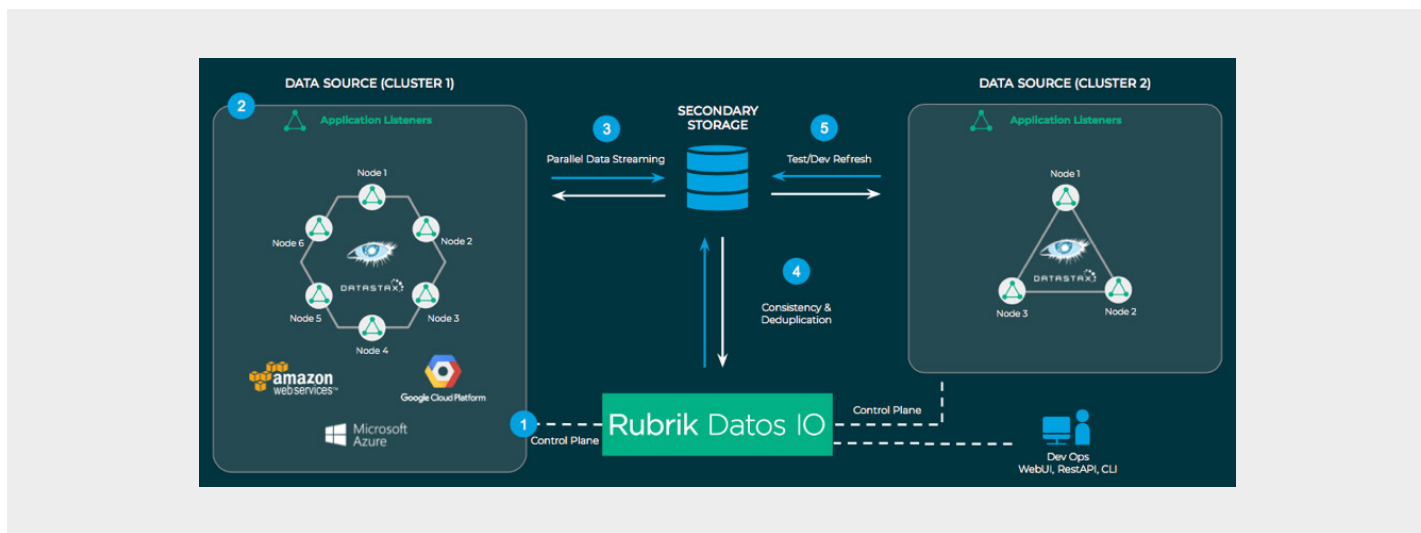 DATA SOURCE (CLUSTER 1)
2
Application Listeners
Node 1
Node 2
Node 3
Node 4
Node 5
Node 6
DATASTAX
amazon
webservices™
Google Cloud Platform
Microsoft
Azure
3
Parallel Data Streaming
SECONDARY
STORAGE
5
Test/Dev Refresh
4
Consistency &
Deduplication
1
Control Plane
Rubrik Datos IO
Control Plane
DATA SOURCE (CLUSTER 2)
Application Listeners
Node 1
DATASTAX
Node 3
Node 2
Dev Ops
WebUI, RestAPI, CLI